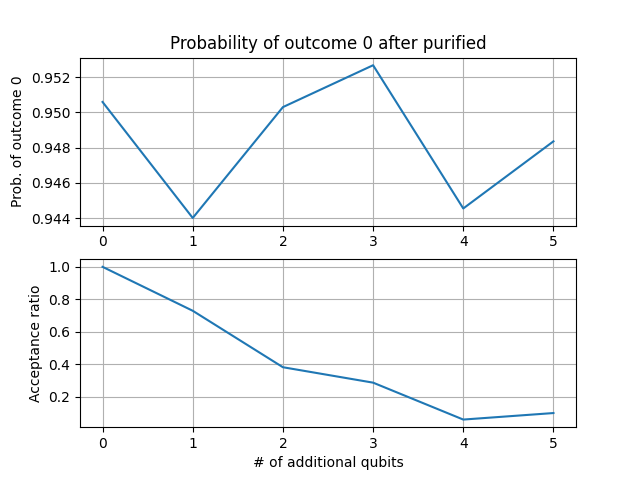 Probability of outcome 0 after purified
Prob. of outcome 0
0.952
0.950
0.948
0.946
0.944
0 1 2 3 4 5
Acceptance ratio
1.0
0.8
0.6
0.4
0.2
0 1 2 3 4 5
# of additional qubits